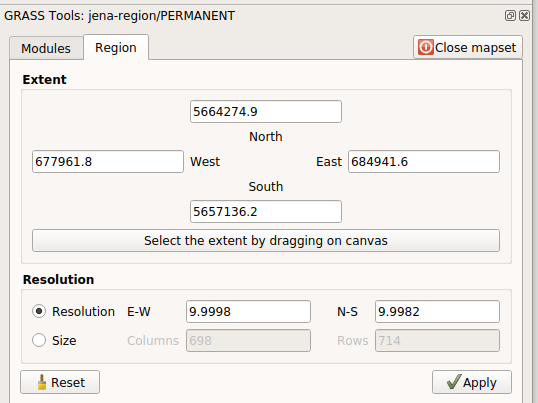 GRASS Tools: jena-region/PERMANENT
Modules Region Close mapset
Extent
5664274.9
North
677961.8 West East 684941.6
South
5657136.2
Select the extent by dragging on canvas
Resolution
Resolution E-W 9.9998 N-S 9.9982
Size Columns 698 Rows 714
Reset Apply